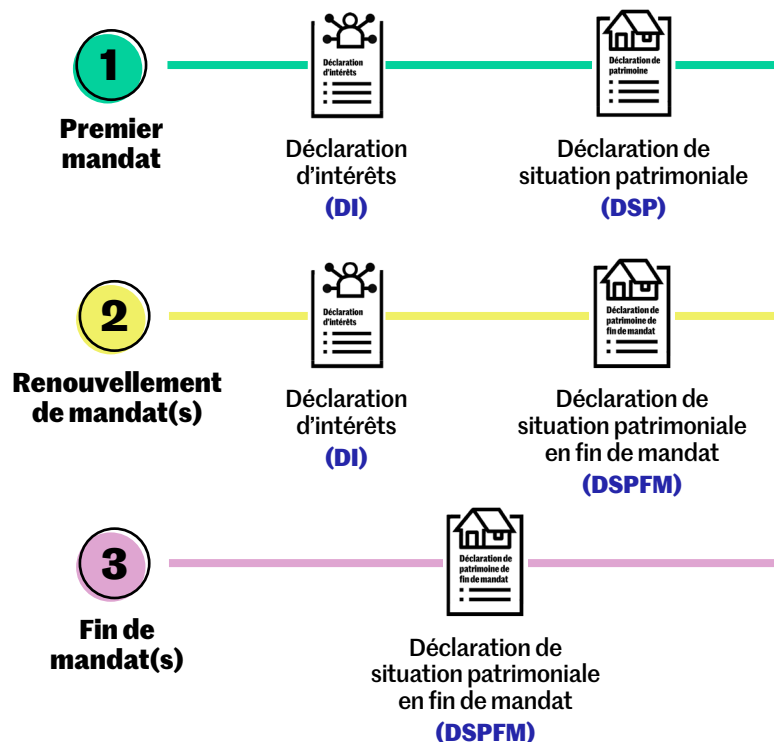 1
Premier
mandat
Déclaration
d'intérêts
Déclaration
d'intérêts
(DI)
Déclaration de
patrimoine
Déclaration de
situation patrimoniale
(DSP)
2
Renouvellement
de mandat(s)
Déclaration
d'intérêts
Déclaration
d'intérêts
(DI)
Déclaration de
patrimoine de
fin de mandat
Déclaration de
situation patrimoniale
en fin de mandat
(DSPFM)
3
Fin de
mandat(s)
Déclaration de
patrimoine de
fin de mandat
Déclaration de
situation patrimoniale
en fin de mandat
(DSPFM)